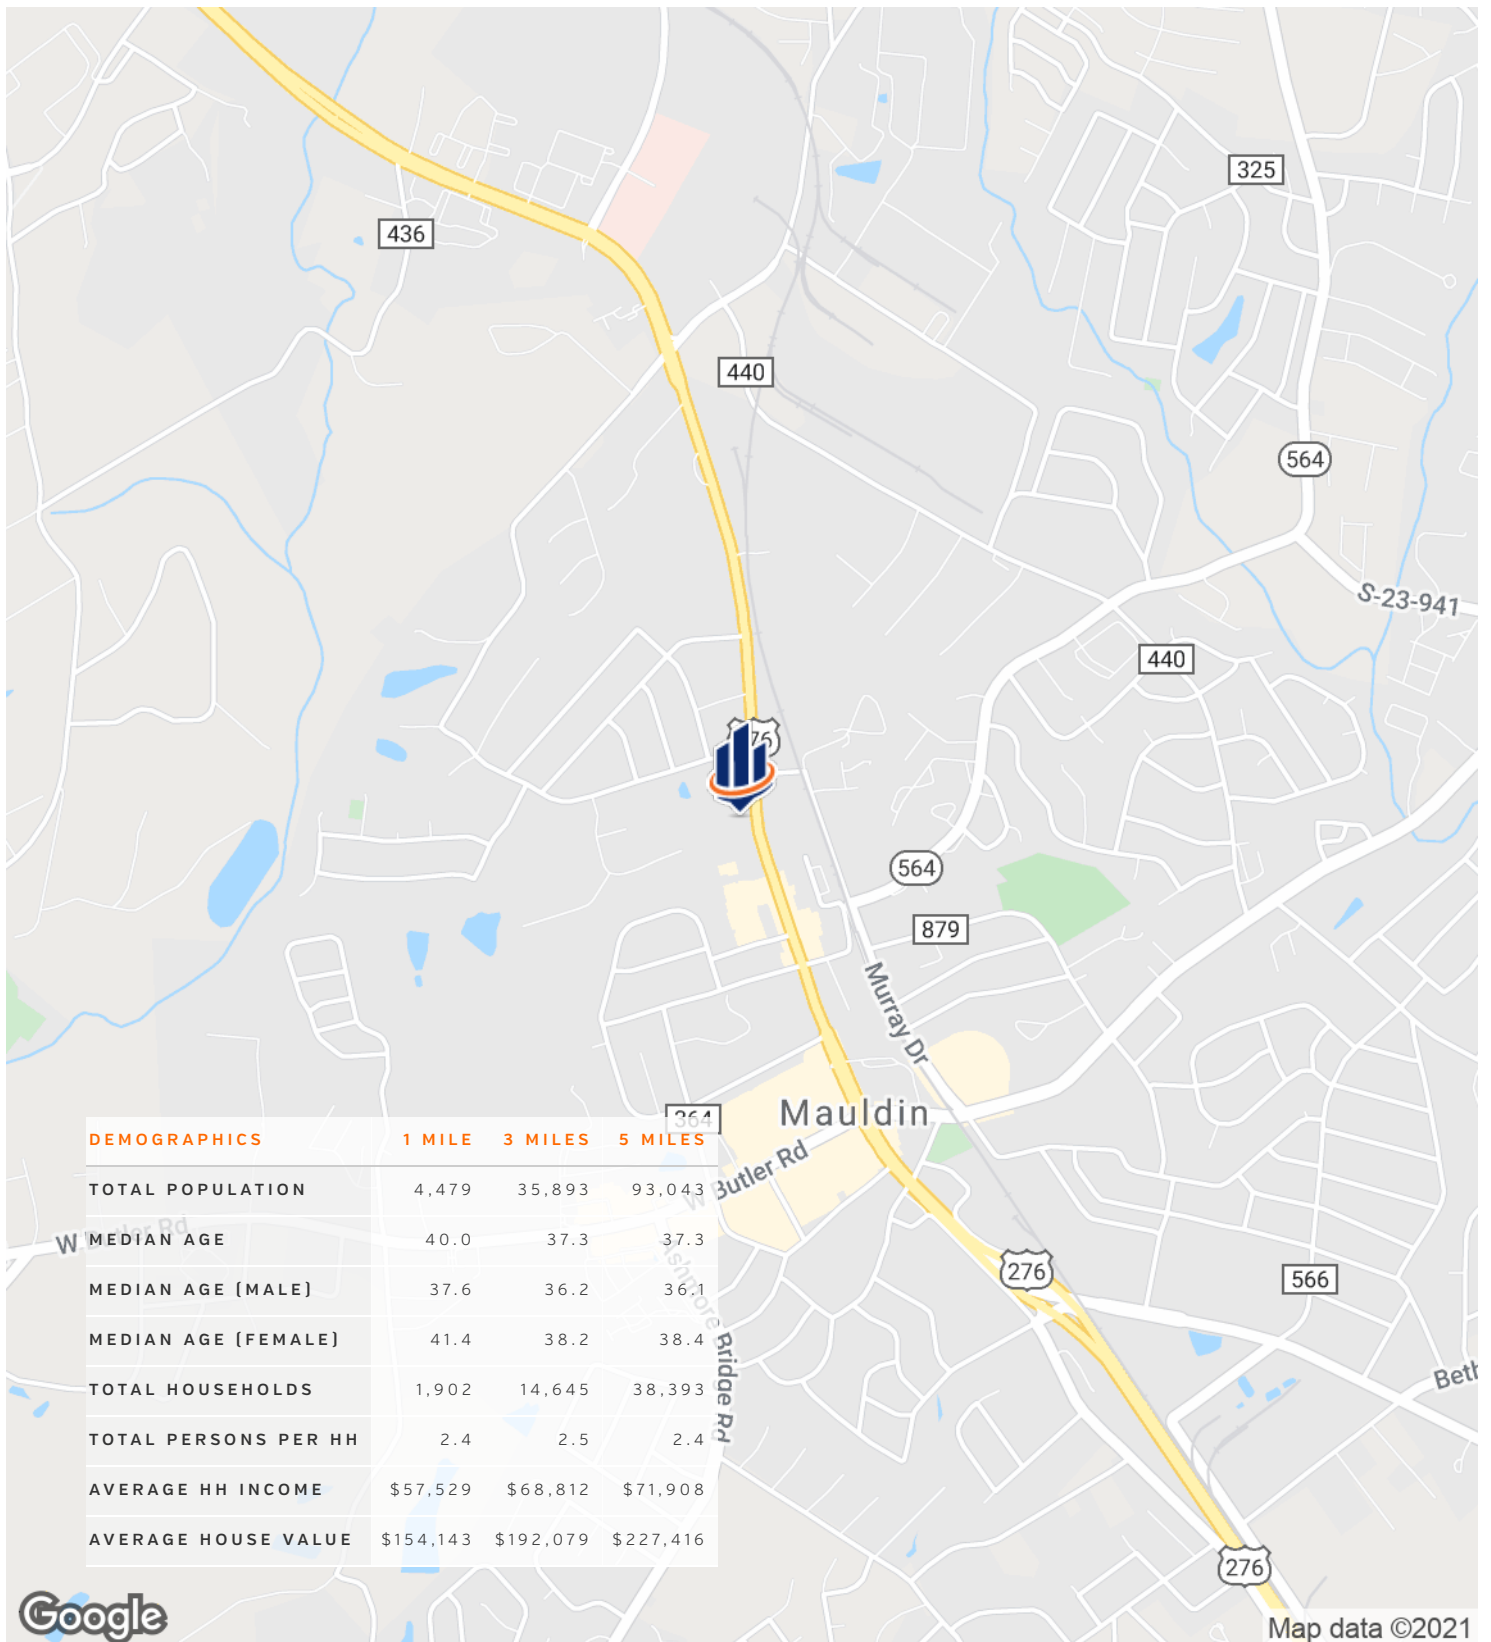 325
436
440
564
S-23-941
440
276
564
879
Murray Dr
Mauldin
364
W Butler Rd
W Butler Rd
Ashmore Bridge Rd
276
566
Beth
276
DEMOGRAPHICS 1 MILE 3 MILES 5 MILES
TOTAL POPULATION 4,479 35,893 93,043
MEDIAN AGE 40.0 37.3 37.3
MEDIAN AGE (MALE) 37.6 36.2 36.1
MEDIAN AGE (FEMALE) 41.4 38.2 38.4
TOTAL HOUSEHOLDS 1,902 14,645 38,393
TOTAL PERSONS PER HH 2.4 2.5 2.4
AVERAGE HH INCOME $57,529 $68,812 $71,908
AVERAGE HOUSE VALUE $154,143 $192,079 $227,416
Google
Map data ©2021